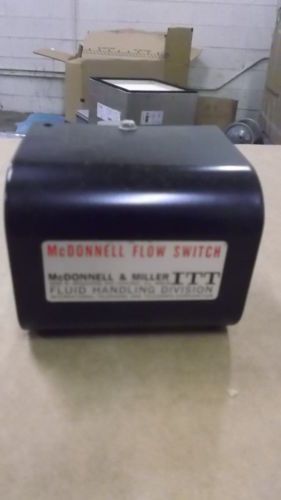 McDONNELL FLOW SWITCH
McDONNELL & MILLER ITT
FLUID HANDLING DIVISION